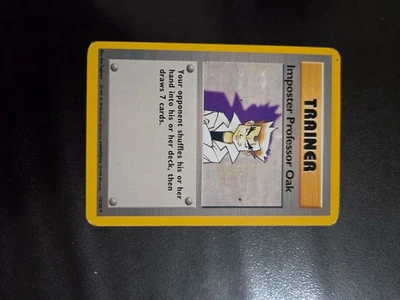 TRAINER
Imposter Professor Oak
Your opponent shuffles his or her
hand into his or her deck, then
draws 7 cards.